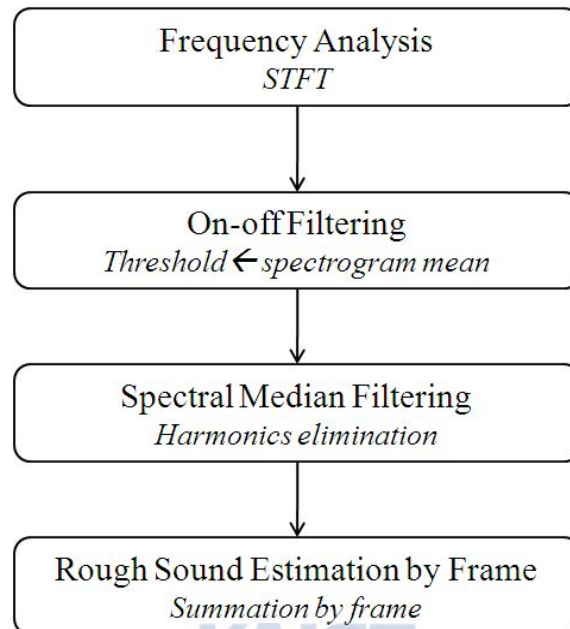 Frequency Analysis
STFT
On-off Filtering
Threshold ← spectrogram mean
Spectral Median Filtering
Harmonics elimination
Rough Sound Estimation by Frame
Summation by frame